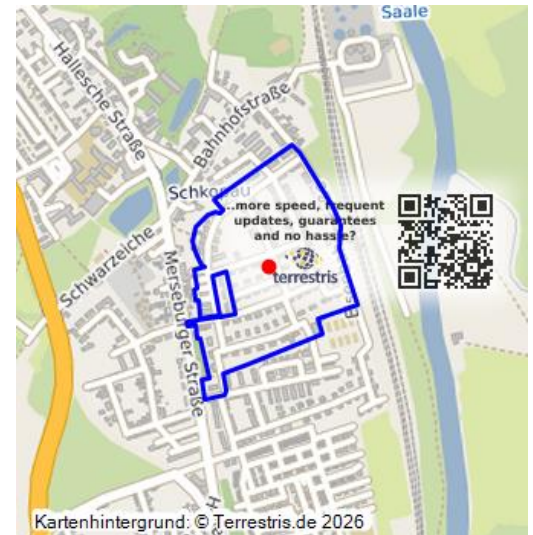 Saale
Hallesche Straße
Bahnhofstraße
Schkopau
...more speed, frequent
updates, guarantees
and no hassle?
terrestris
Schwarzeiche
Merseburger Straße
Kartenhintergrund: © Terrestris.de 2026